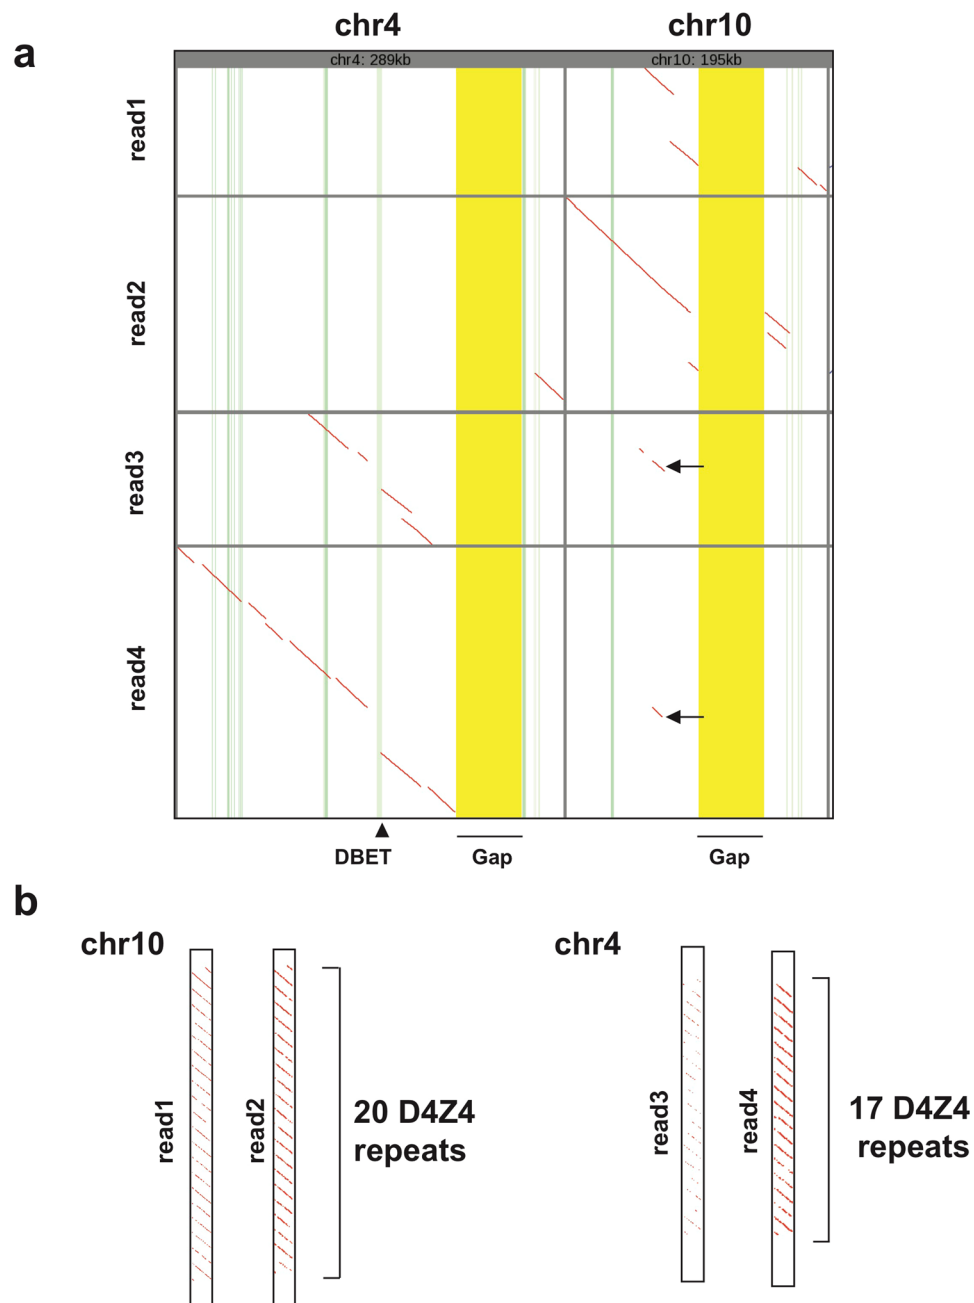 a
chr4
chr10
chr4: 289kb
chr10: 195kb
read1
read2
read3
read4
DBET
Gap
Gap
b
chr10
chr4
read1
read2
20 D4Z4
repeats
read3
read4
17 D4Z4
repeats